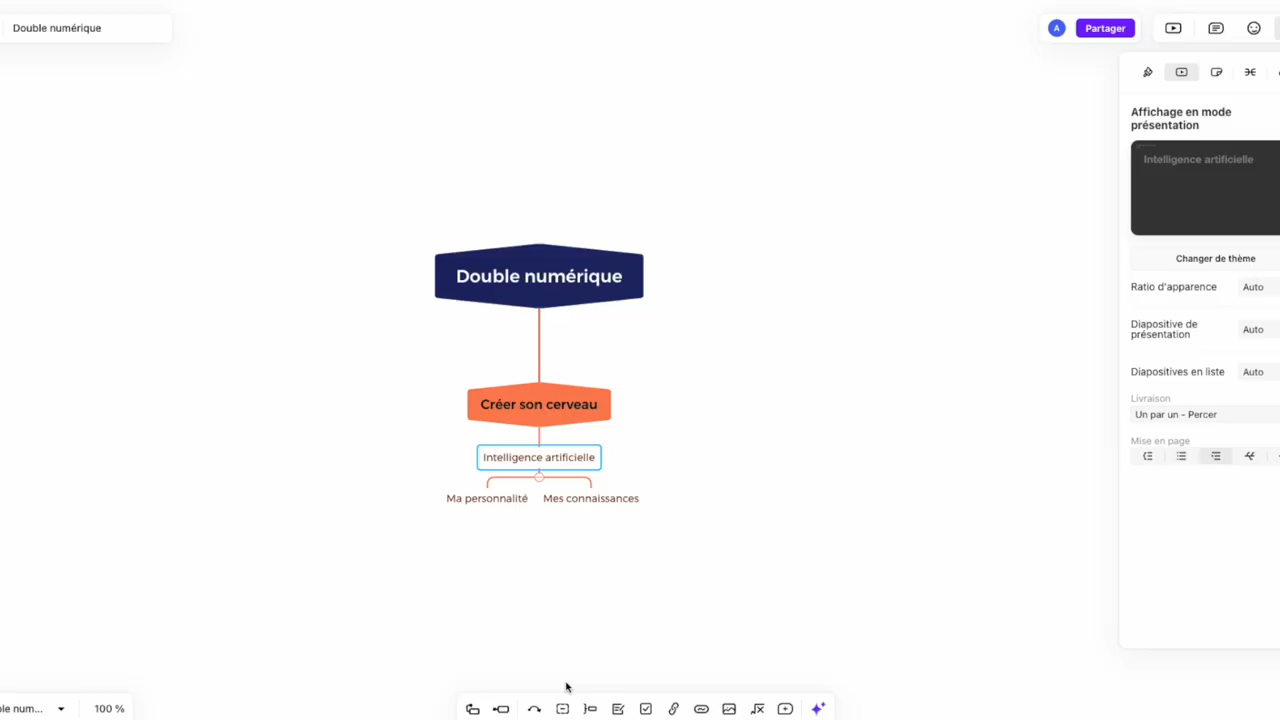 Double numérique
A
Partager
Affichage en mode
présentation
Intelligence artificielle
Changer de thème
Ratio d'apparence
Auto
Diapositive de
présentation
Auto
Diapositives en liste
Auto
Livraison
Un par un - Percer
Mise en page
Double numérique
Créer son cerveau
Intelligence artificielle
Ma personnalité
Mes connaissances
ble num...
100 %